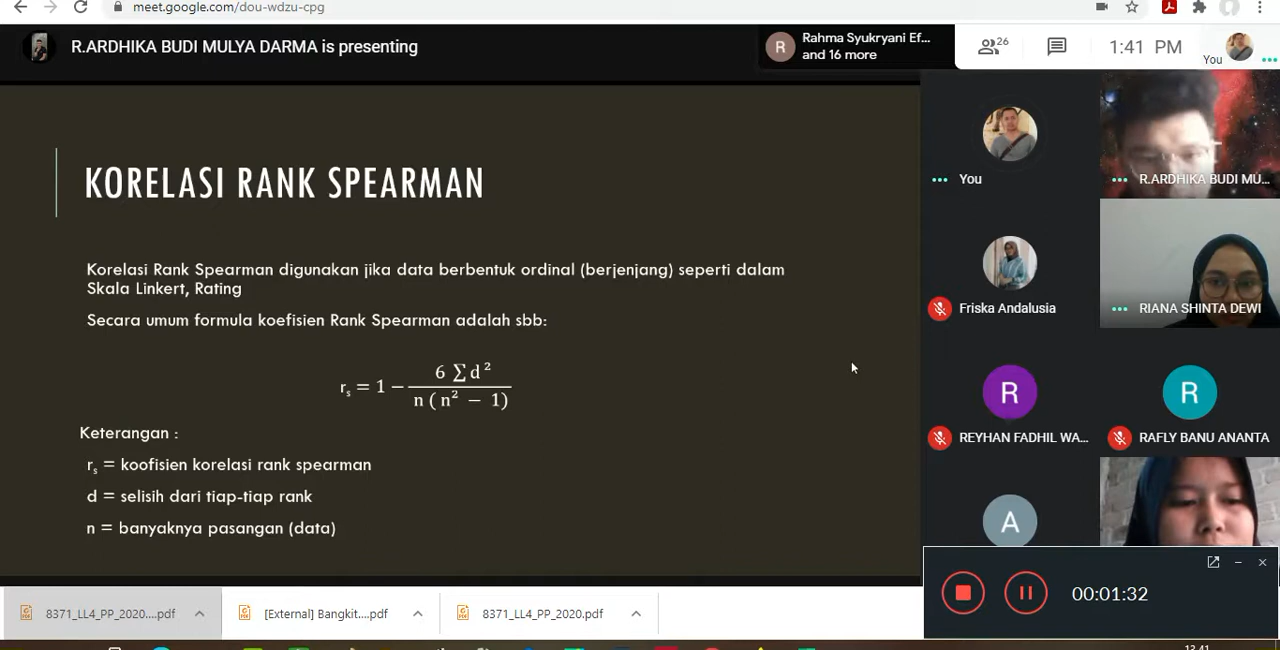 meet.google.com/dou-wdzu-cpg
R.ARDHIKA BUDI MULYA DARMA is presenting
R
Rahma Syukryani Ef...
and 16 more
26
1:41 PM
You
KORELASI RANK SPEARMAN
Korelasi Rank Spearman digunakan jika data berbentuk ordinal (berjenjang) seperti dalam
Skala Linkert, Rating
Secara umum formula koefisien Rank Spearman adalah sbb:
rₛ = 1 − 6 ∑d² / n ( n² − 1)
Keterangan :
rₛ = koofisien korelasi rank spearman
d = selisih dari tiap-tiap rank
n = banyaknya pasangan (data)
You
R.ARDHIKA BUDI MU...
Friska Andalusia
RIANA SHINTA DEWI
R
R
REYHAN FADHIL WA...
RAFLY BANU ANANTA
A
00:01:32
8371_LL4_PP_2020....pdf
[External] Bangkit....pdf
8371_LL4_PP_2020.pdf
13.41